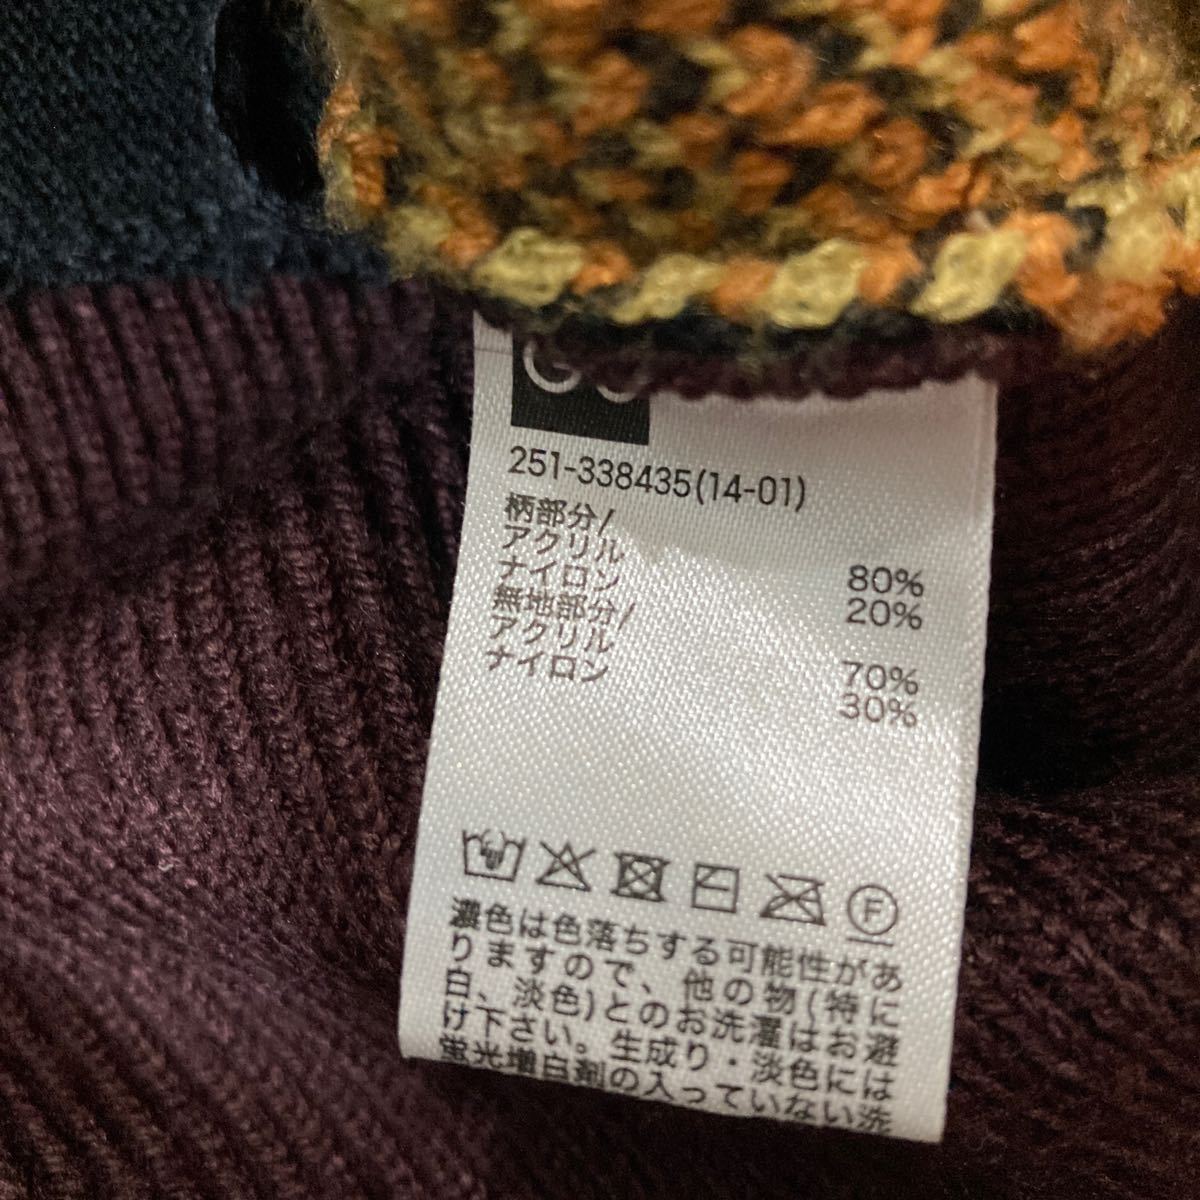 GU
251-338435(14-01)
柄部分/
アクリル 80%
ナイロン 20%
無地部分/
アクリル 70%
ナイロン 30%
F
濃色は色落ちする可能性があ
りますので、他の物(特に
白、淡色)とのお洗濯はお避
け下さい。生成り・淡色には
蛍光増白剤の入っていない洗